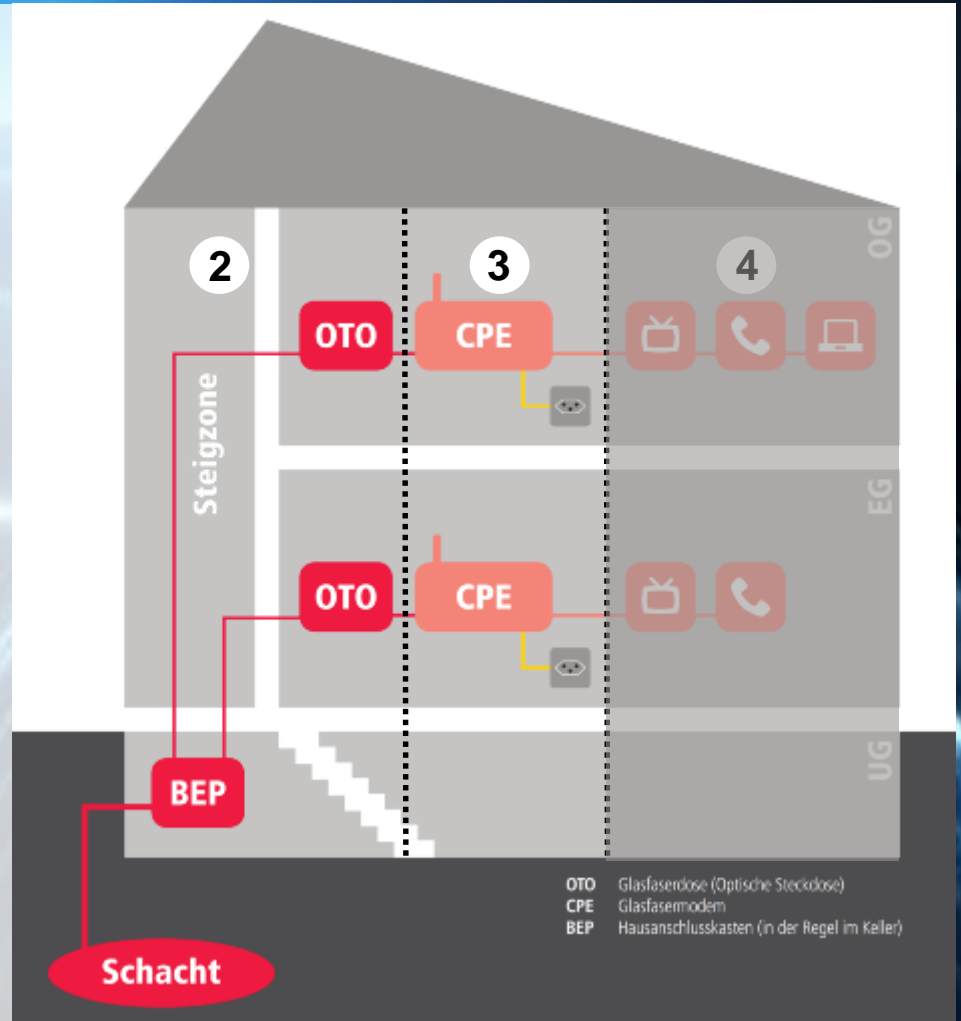 2
3
4
OG
OTO
CPE
Steigzone
EG
OTO
CPE
UG
BEP
OTO Glasfaserdose (Optische Steckdose)
CPE Glasfasermodem
BEP Hausanschlusskasten (in der Regel im Keller)
Schacht